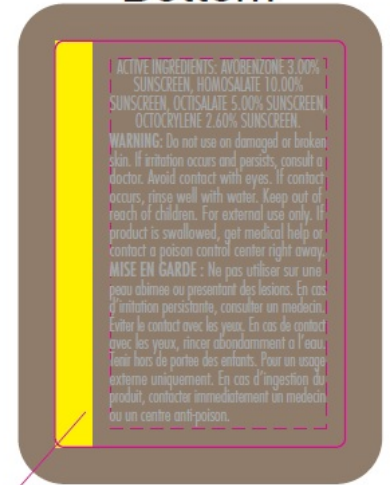 Bottom
ACTIVE INGREDIENTS: AVOBENZONE 3.00%
SUNSCREEN, HOMOSALATE 10.00%
SUNSCREEN, OCTISALATE 5.00% SUNSCREEN,
OCTOCRYLENE 2.60% SUNSCREEN.
WARNING: Do not use on damaged or broken
skin. If irritation occurs and persists, consult a
doctor. Avoid contact with eyes. If contact
occurs, rinse well with water. Keep out of
reach of children. For external use only. If
product is swallowed, get medical help or
contact a poison control center right away.
MISE EN GARDE : Ne pas utiliser sur une
peau abimee ou presentant des lesions. En cas
d'irritation persistante, consulter un medecin.
Eviter le contact avec les yeux. En cas de contact
avec les yeux, rincer abondamment a l'eau.
Tenir hors de portee des enfants. Pour un usage
externe uniquement. En cas d'ingestion du
produit, contacter immediatement un medecin
ou un centre anti-poison.